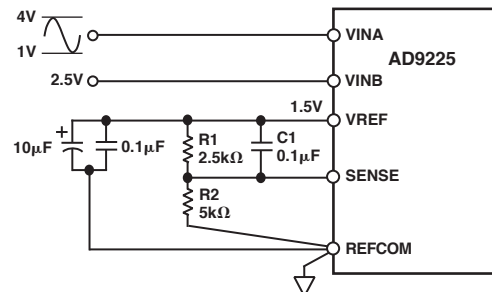 4V
1V
VINA
AD9225
2.5V
VINB
1.5V
VREF
10μF
+
0.1μF
R1
2.5kΩ
C1
0.1μF
SENSE
R2
5kΩ
REFCOM